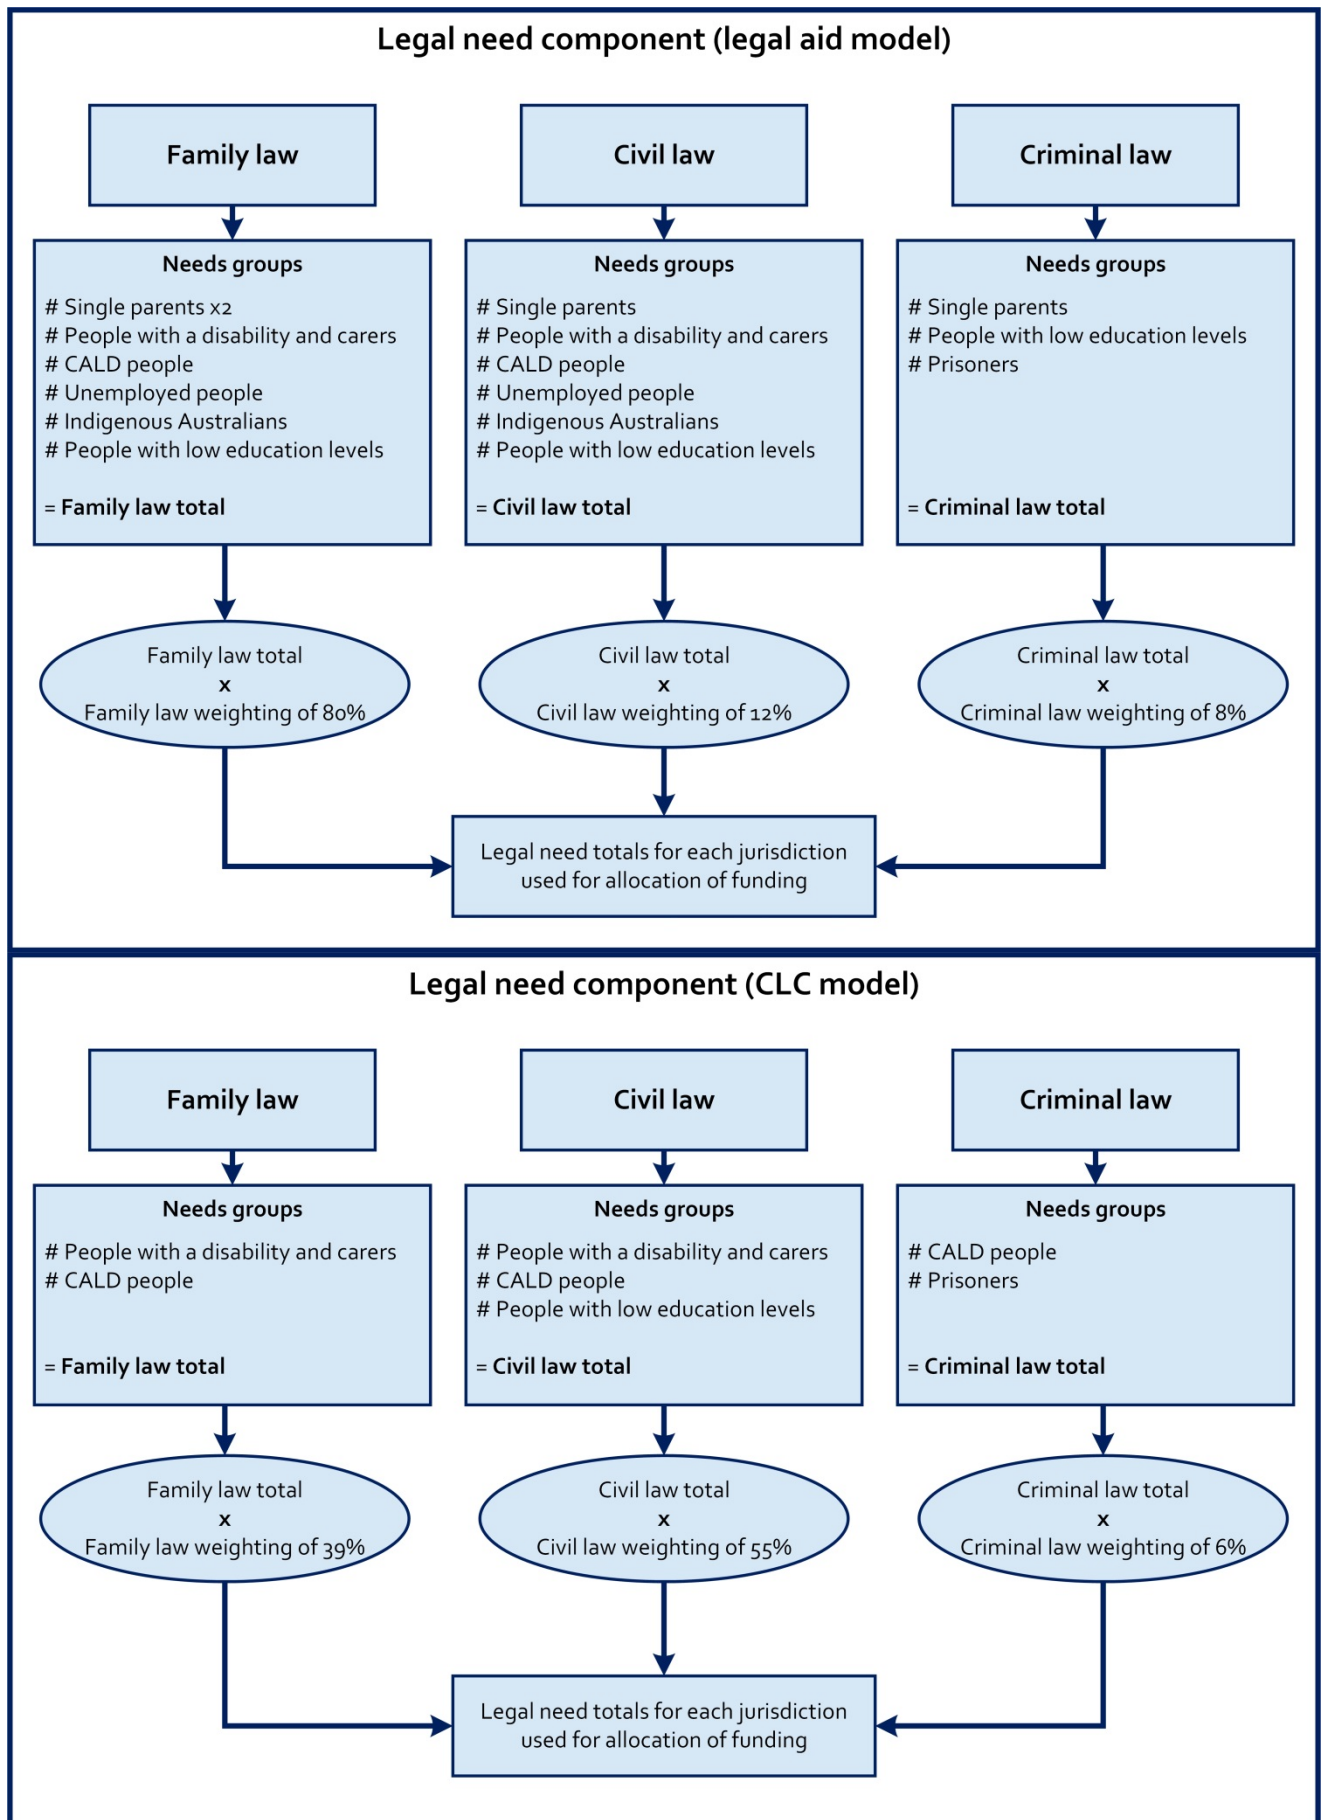 Legal need component (legal aid model)
Family law
Needs groups
# Single parents x2
# People with a disability and carers
# CALD people
# Unemployed people
# Indigenous Australians
# People with low education levels
= Family law total
Family law total
x
Family law weighting of 80%
Civil law
Needs groups
# Single parents
# People with a disability and carers
# CALD people
# Unemployed people
# Indigenous Australians
# People with low education levels
= Civil law total
Civil law total
x
Civil law weighting of 12%
Criminal law
Needs groups
# Single parents
# People with low education levels
# Prisoners
= Criminal law total
Criminal law total
x
Criminal law weighting of 8%
Legal need totals for each jurisdiction
used for allocation of funding
Legal need component (CLC model)
Family law
Needs groups
# People with a disability and carers
# CALD people
= Family law total
Family law total
x
Family law weighting of 39%
Civil law
Needs groups
# People with a disability and carers
# CALD people
# People with low education levels
= Civil law total
Civil law total
x
Civil law weighting of 55%
Criminal law
Needs groups
# CALD people
# Prisoners
= Criminal law total
Criminal law total
x
Criminal law weighting of 6%
Legal need totals for each jurisdiction
used for allocation of funding